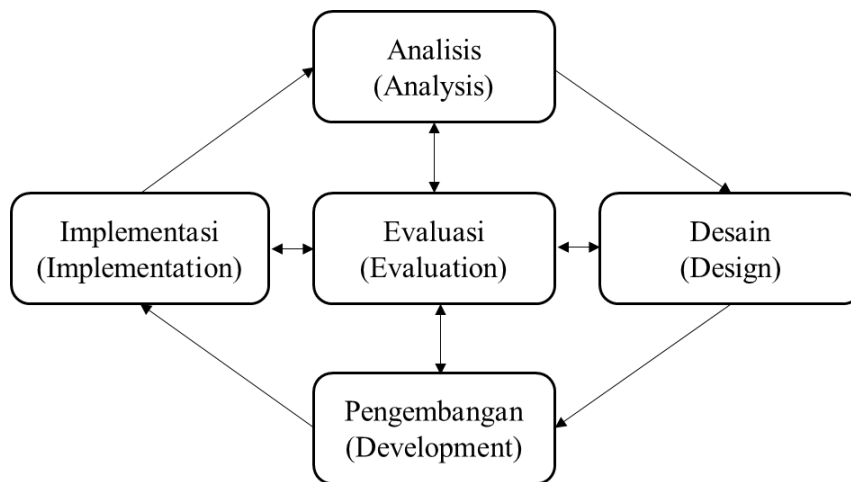 Analisis
(Analysis)
Implementasi
(Implementation)
Evaluasi
(Evaluation)
Desain
(Design)
Pengembangan
(Development)